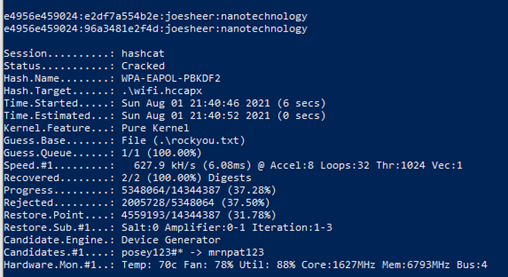 e4956e459024:e2df7a554b2e:joesheer:nanotechnology
e4956e459024:96a3481e2f4d:joesheer:nanotechnology
Session..........: hashcat
Status...........: Cracked
Hash.Name........: WPA-EAPOL-PBKDF2
Hash.Target......: .\wifi.hccapx
Time.Started.....: Sun Aug 01 21:40:46 2021 (6 secs)
Time.Estimated...: Sun Aug 01 21:40:52 2021 (0 secs)
Kernel.Feature...: Pure Kernel
Guess.Base.......: File (.\rockyou.txt)
Guess.Queue......: 1/1 (100.00%)
Speed.#1.........:   627.9 kH/s (6.08ms) @ Accel:8 Loops:32 Thr:1024 Vec:1
Recovered........: 2/2 (100.00%) Digests
Progress.........: 5348064/14344387 (37.28%)
Rejected.........: 2005728/5348064 (37.50%)
Restore.Point....: 4559193/14344387 (31.78%)
Restore.Sub.#1...: Salt:0 Amplifier:0-1 Iteration:1-3
Candidate.Engine.: Device Generator
Candidates.#1....: posey123#* -> mrnpat123
Hardware.Mon.#1..: Temp: 70c Fan: 78% Util: 88% Core:1627MHz Mem:6793MHz Bus:4